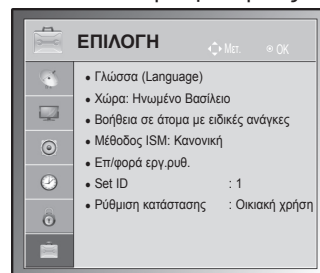 ΕΠΙΛΟΓΗ
Μετ. OK
• Γλώσσα (Language)
• Χώρα: Ηνωμένο Βασίλειο
• Βοήθεια σε άτομα με ειδικές ανάγκες
• Μέθοδος ISM: Κανονική
• Επ/φορά εργ.ρυθ.
• Set ID : 1
• Ρύθμιση κατάστασης : Οικιακή χρήση